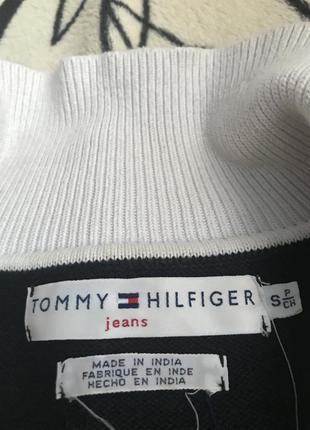 TOMMY HILFIGER S P/CH
jeans
MADE IN INDIA
FABRIQUE EN INDE
HECHO EN INDIA